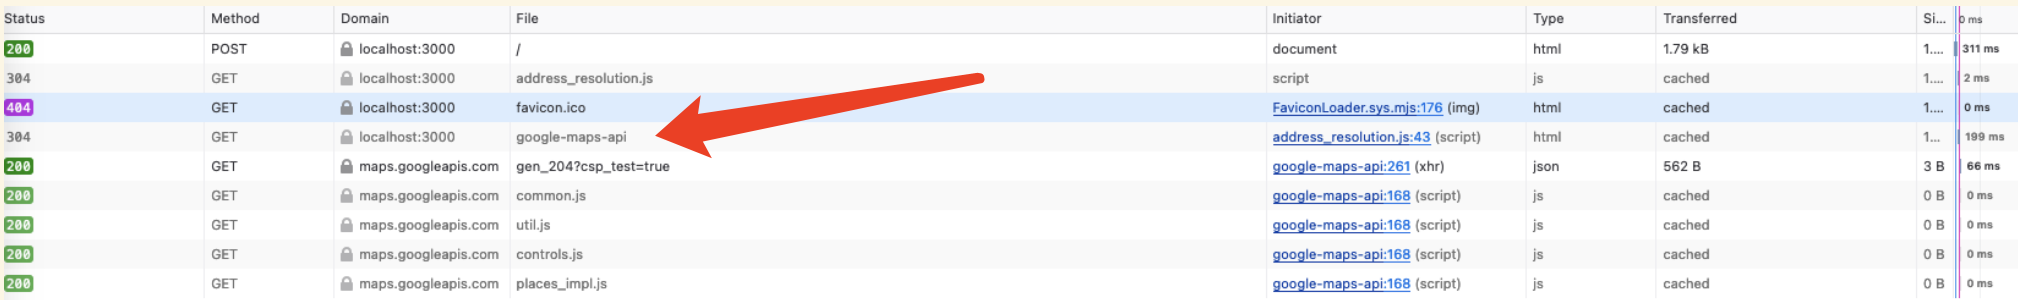 Status Method Domain File Initiator Type Transferred Si... 0 ms
200 POST localhost:3000 / document html 1.79 kB 1.... 311 ms
304 GET localhost:3000 address_resolution.js script js cached 1.... 2 ms
404 GET localhost:3000 favicon.ico FaviconLoader.sys.mjs:176 (img) html cached 1.... 0 ms
304 GET localhost:3000 google-maps-api address_resolution.js:43 (script) html cached 1... 199 ms
200 GET maps.googleapis.com gen_204?csp_test=true google-maps-api:261 (xhr) json 562 B 3 B 66 ms
200 GET maps.googleapis.com common.js google-maps-api:168 (script) js cached 0 B 0 ms
200 GET maps.googleapis.com util.js google-maps-api:168 (script) js cached 0 B 0 ms
200 GET maps.googleapis.com controls.js google-maps-api:168 (script) js cached 0 B 0 ms
200 GET maps.googleapis.com places_impl.js google-maps-api:168 (script) js cached 0 B 0 ms